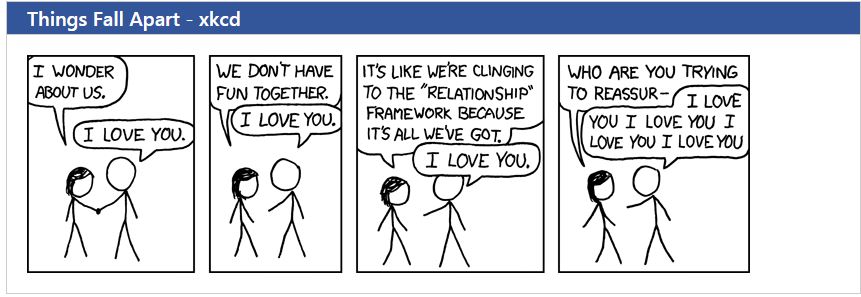 Things Fall Apart - xkcd
I WONDER
ABOUT US.
I LOVE YOU.
WE DON'T HAVE
FUN TOGETHER.
I LOVE YOU.
IT'S LIKE WE'RE CLINGING
TO THE "RELATIONSHIP"
FRAMEWORK BECAUSE
IT'S ALL WE'VE GOT.
I LOVE YOU.
WHO ARE YOU TRYING
TO REASSUR-
I LOVE
YOU I LOVE YOU I
LOVE YOU I LOVE YOU